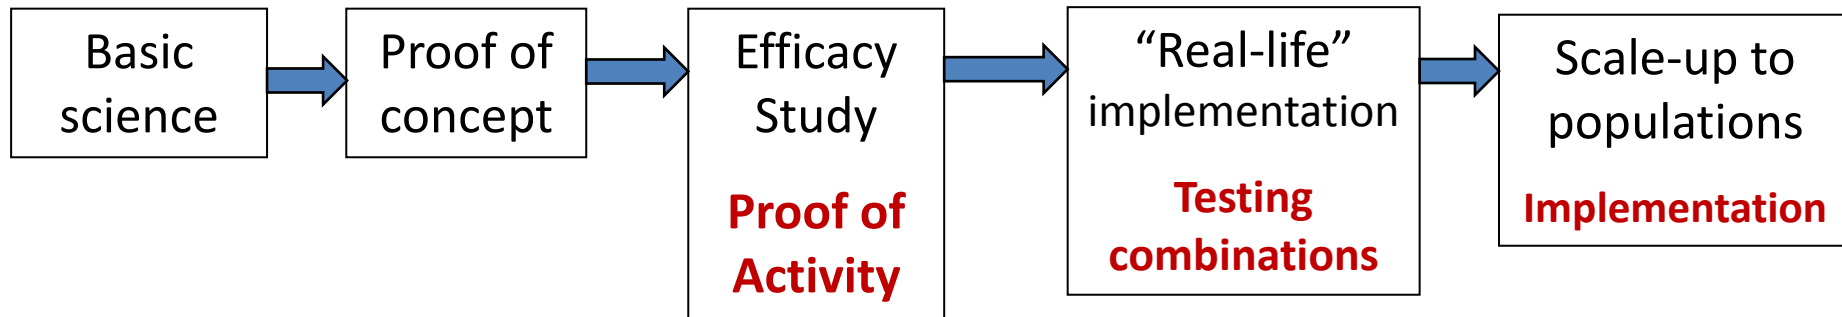 Basic
science
Proof of
concept
Efficacy
Study
Proof of
Activity
“Real-life”
implementation
Testing
combinations
Scale-up to
populations
Implementation